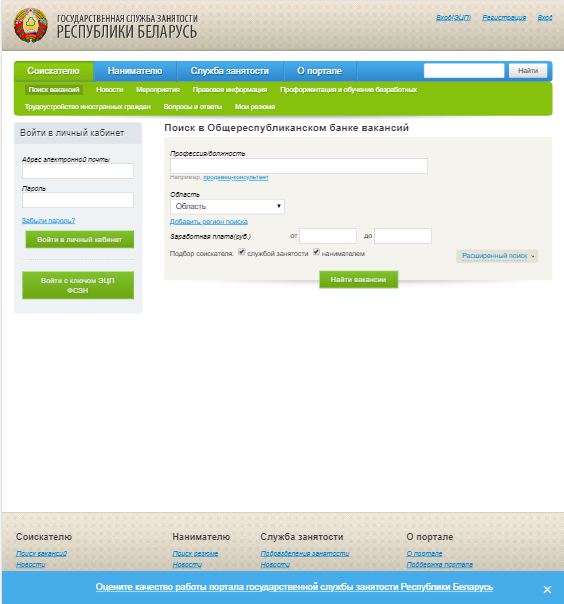 ГОСУДАРСТВЕННАЯ СЛУЖБА ЗАНЯТОСТИ
РЕСПУБЛИКИ БЕЛАРУСЬ
Вход(ЭЦП) Регистрация Вход
Соискателю Нанимателю Служба занятости О портале Найти
Поиск вакансий Новости Мероприятия Правовая информация Профориентация и обучение безработных
Трудоустройство иностранных граждан Вопросы и ответы Мои резюме
Войти в личный кабинет
Адрес электронной почты
Пароль
Забыли пароль?
Войти в личный кабинет
Войти с ключем ЭЦП
ФСЗН
Поиск в Общереспубликанском банке вакансий
Профессия/должность
Например, продавец-консультант
Область
Область
Добавить регион поиска
Заработная плата(руб.) от до
Подбор соискателя: службой занятости нанимателем
Расширенный поиск
Найти вакансии
Соискателю Нанимателю Служба занятости О портале
Поиск вакансий Поиск резюме Подразделения занятости О портале
Новости Новости Новости Поддержка портала
Оцените качество работы портала государственной службы занятости Республики Беларусь